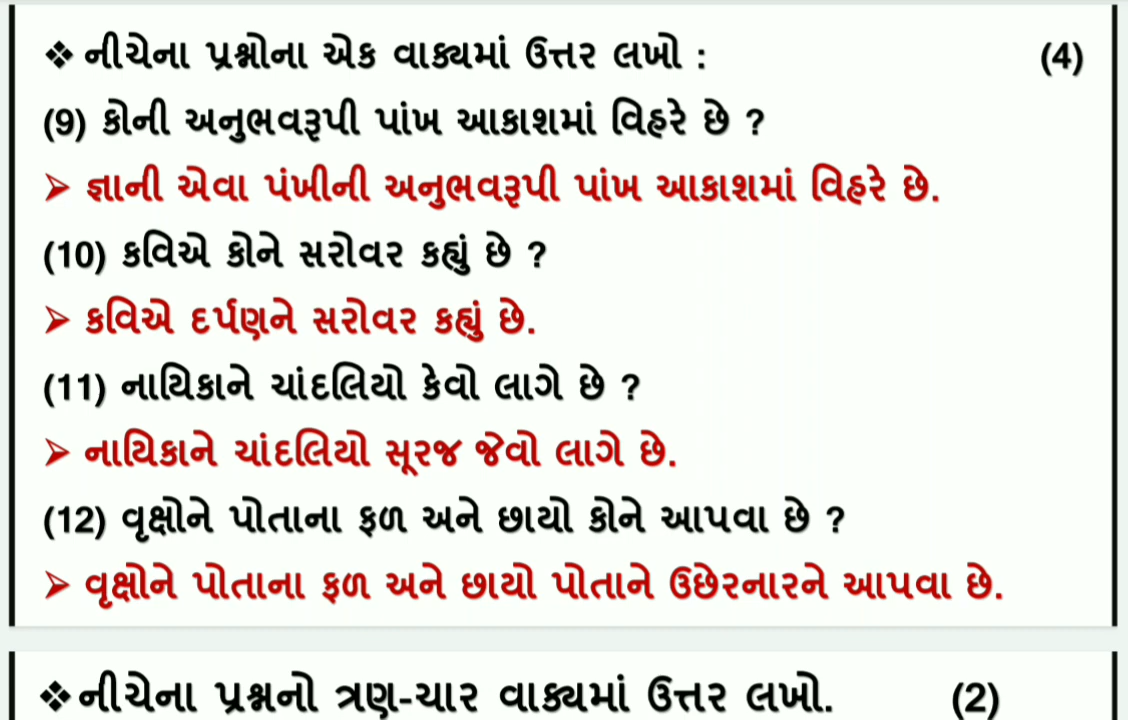 ❖ નીચેના પ્રશ્નોના એક વાક્યમાં ઉત્તર લખો : (4)
(9) કોની અનુભવરૂપી પાંખ આકાશમાં વિહરે છે ?
➢ જ્ઞાની એવા પંખીની અનુભવરૂપી પાંખ આકાશમાં વિહરે છે.
(10) કવિએ કોને સરોવર કહ્યું છે ?
➢ કવિએ દર્પણને સરોવર કહ્યું છે.
(11) નાયિકાને ચાંદલિયો કેવો લાગે છે ?
➢ નાયિકાને ચાંદલિયો સૂરજ જેવો લાગે છે.
(12) વૃક્ષોને પોતાના ફળ અને છાયો કોને આપવા છે ?
➢ વૃક્ષોને પોતાના ફળ અને છાયો પોતાને ઉછેરનારને આપવા છે.
❖ નીચેના પ્રશ્નનો ત્રણ-ચાર વાક્યમાં ઉત્તર લખો. (2)